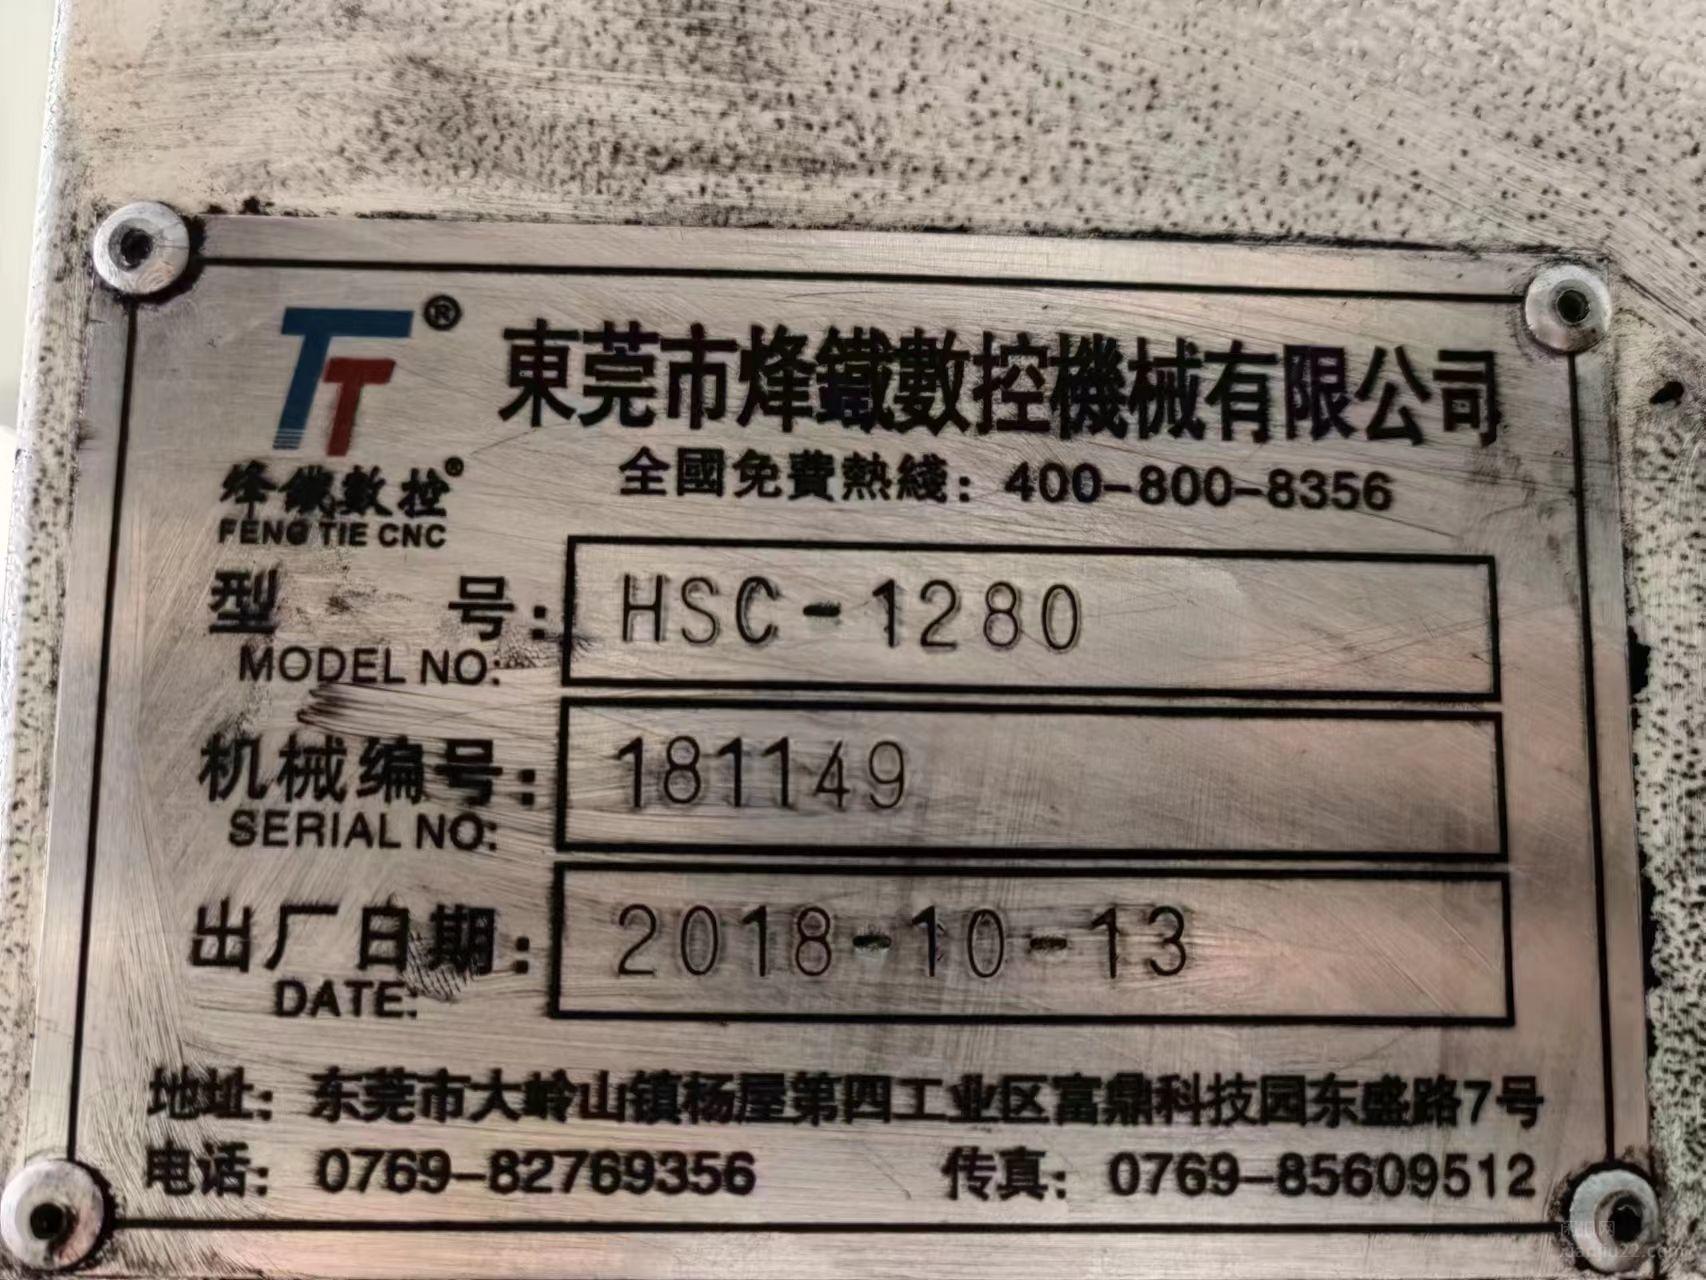 東莞市烽鐵數控機械有限公司
全國免費熱綫：400-800-8356
TT®
烽鐵數控®
FENG TIE CNC
型 号：HSC-1280
MODEL NO:
机械编号：181149
SERIAL NO:
出厂日期：2018-10-13
DATE:
地址：东莞市大岭山镇杨屋第四工业区富鼎科技园东盛路7号
电话：0769-82769356 传真：0769-85609512